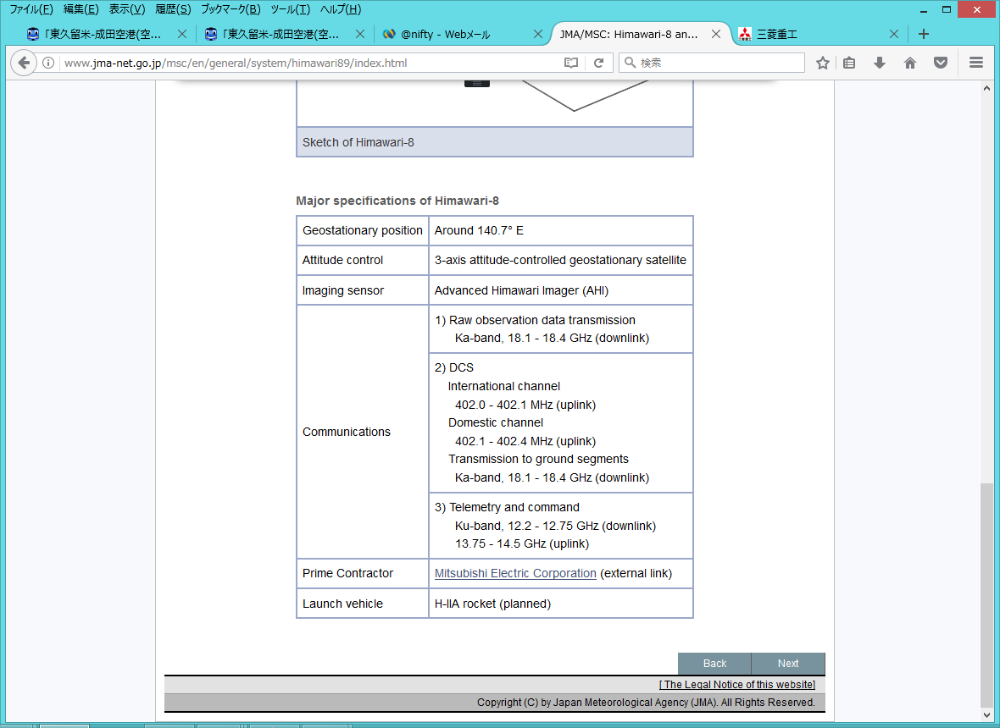 ファイル(F) 編集(E) 表示(V) 履歴(S) ブックマーク(B) ツール(T) ヘルプ(H)
「東久留米-成田空港(空... 「東久留米-成田空港(空... @nifty - Webメール JMA/MSC: Himawari-8 an... 三菱重工
www.jma-net.go.jp/msc/en/general/system/himawari89/index.html 検索
Sketch of Himawari-8
Major specifications of Himawari-8
Geostationary position Around 140.7° E
Attitude control 3-axis attitude-controlled geostationary satellite
Imaging sensor Advanced Himawari Imager (AHI)
Communications
1) Raw observation data transmission
Ka-band, 18.1 - 18.4 GHz (downlink)
2) DCS
International channel
402.0 - 402.1 MHz (uplink)
Domestic channel
402.1 - 402.4 MHz (uplink)
Transmission to ground segments
Ka-band, 18.1 - 18.4 GHz (downlink)
3) Telemetry and command
Ku-band, 12.2 - 12.75 GHz (downlink)
13.75 - 14.5 GHz (uplink)
Prime Contractor Mitsubishi Electric Corporation (external link)
Launch vehicle H-IIA rocket (planned)
Back Next
[ The Legal Notice of this website]
Copyright (C) by Japan Meteorological Agency (JMA). All Rights Reserved.